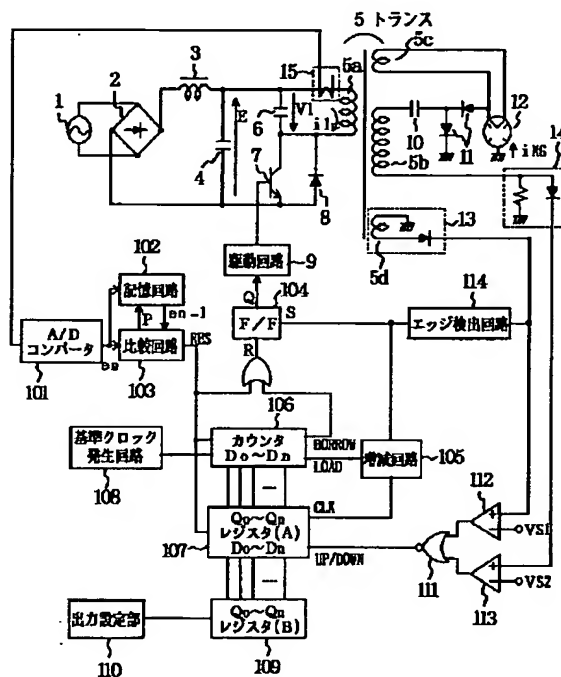 5 トランス
3
15
5a
5c
2
1
E
6
V1
i1
12
4
7
10
11
14
↑ iMG
5b
8
13
5d
駆動回路
9
102
記憶回路
P
en-1
Q
104
F/F
S
R
114
エッジ検出回路
A/D
コンバータ
101
比較回路
103
RES
106
基準クロック
発生回路
108
カウンタ
Do~Dn
BORROW
LOAD
増減回路
105
112
VS1
Qo~Qn
レジスタ(A)
Do~Dn
107
CLK
UP/DOWN
111
VS2
113
出力設定部
110
Qo~Qn
レジスタ(B)
109